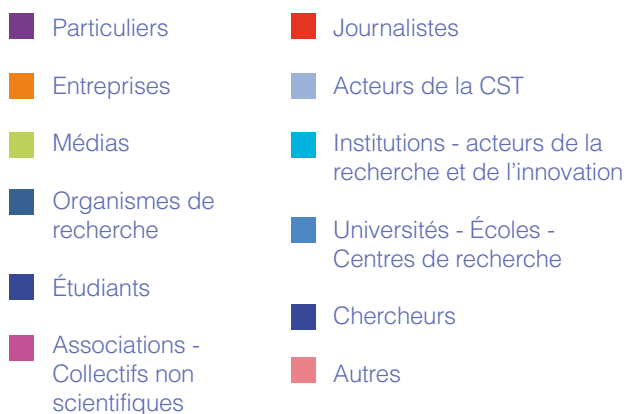 Particuliers
Entreprises
Médias
Organismes de
recherche
Étudiants
Associations -
Collectifs non
scientifiques
Journalistes
Acteurs de la CST
Institutions - acteurs de la
recherche et de l'innovation
Universités - Écoles -
Centres de recherche
Chercheurs
Autres